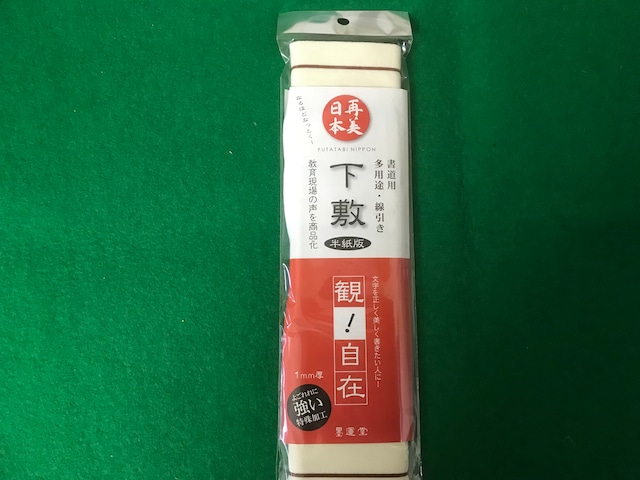 再美
日本
FUTATABI NIPPON
書道用
多用途・線引き
下敷
半紙版
教育現場の声を商品化
文字を正しく美しく書きたい人に!
観!自在
1mm厚
よごれに
強い
特殊加工
墨運堂